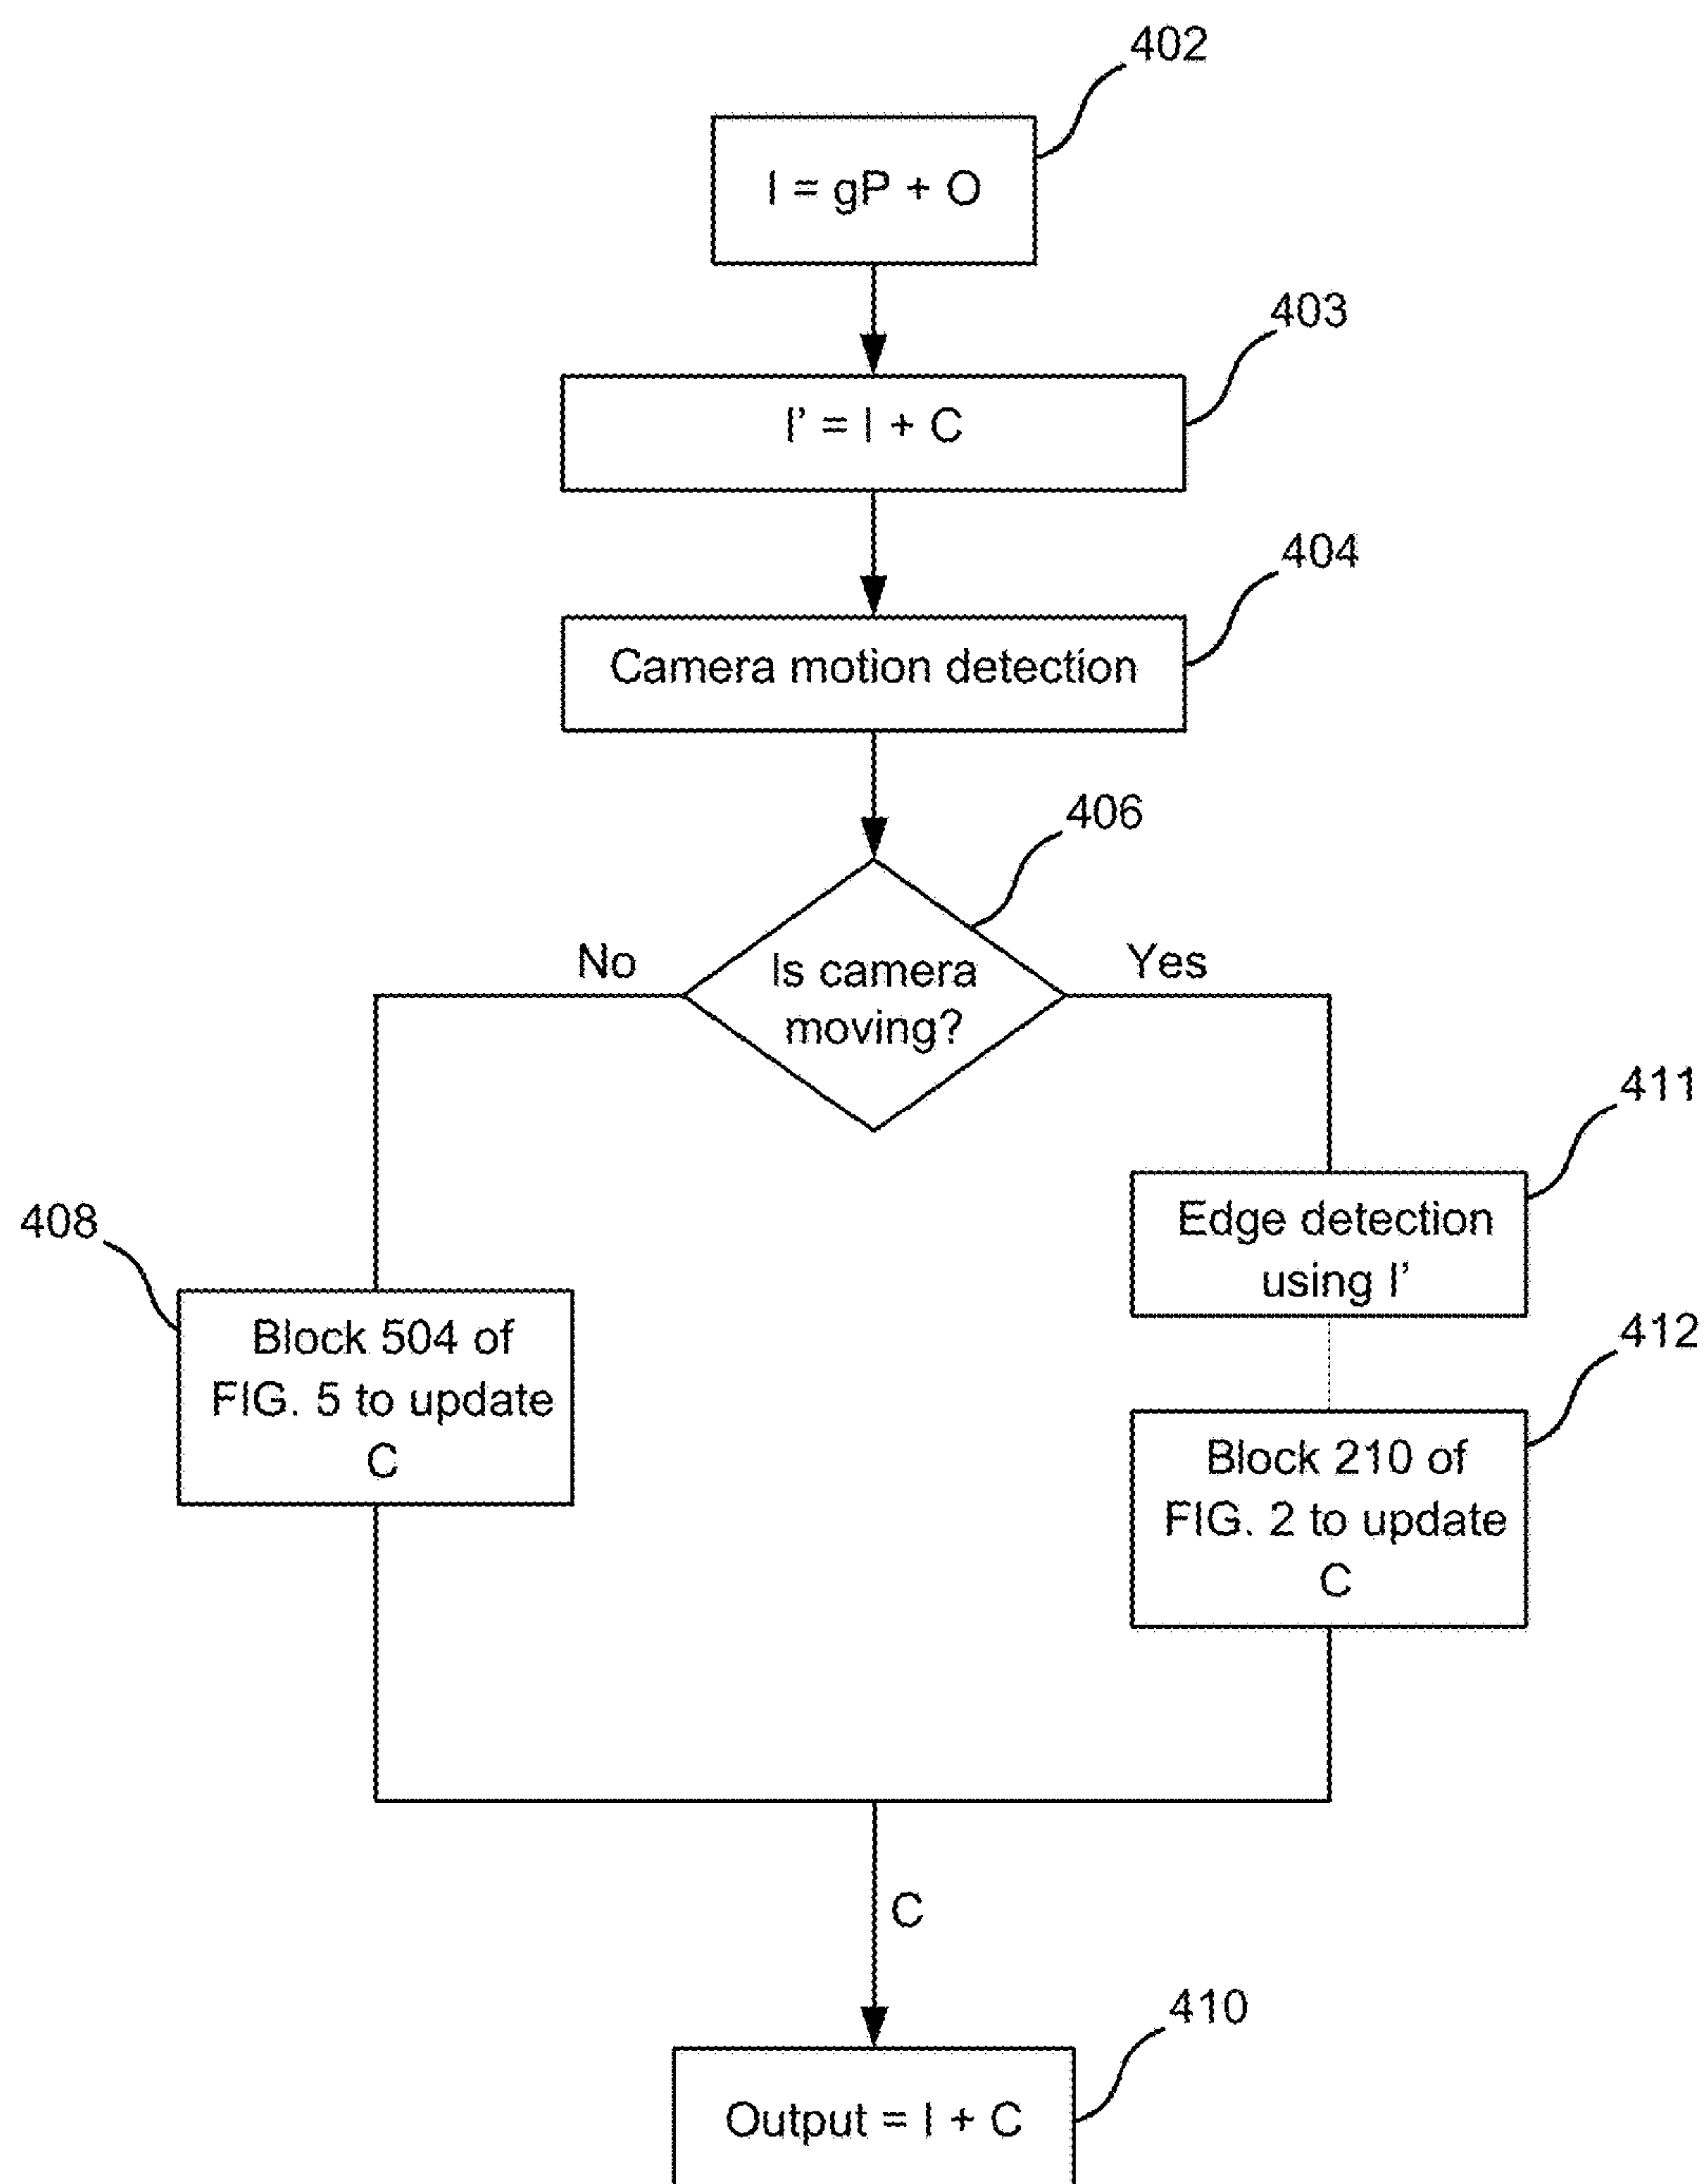 402
I = gP + O
403
I’ = I + C
404
Camera motion detection
406
No
Is camera
moving?
Yes
411
Edge detection
using I’
408
Block 504 of
FIG. 5 to update
C
412
Block 210 of
FIG. 2 to update
C
C
410
Output = I + C